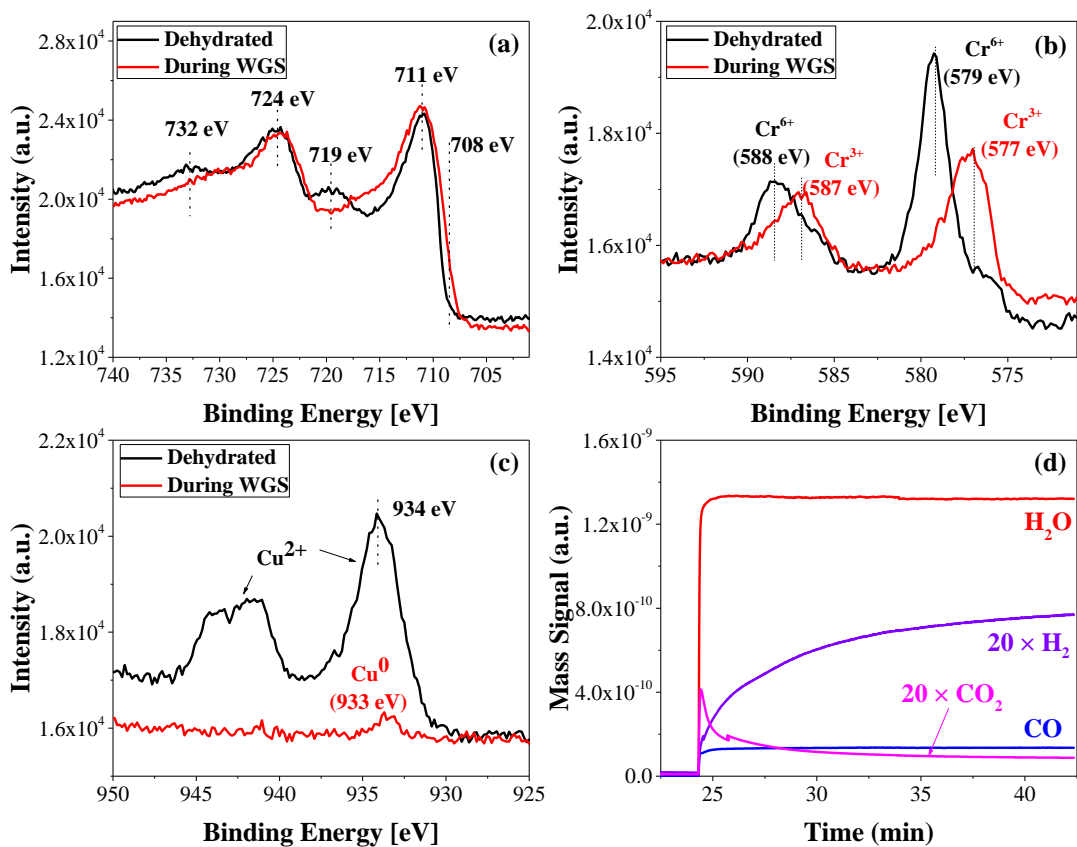 (a)
Dehydrated
During WGS
732 eV
724 eV
719 eV
711 eV
708 eV
2.8x10⁴
2.4x10⁴
2.0x10⁴
1.6x10⁴
1.2x10⁴
Intensity (a.u.)
740 735 730 725 720 715 710 705
Binding Energy [eV]
(b)
Dehydrated
During WGS
Cr⁶⁺
(579 eV)
Cr³⁺
(577 eV)
Cr⁶⁺
(588 eV)
Cr³⁺
(587 eV)
2.0x10⁴
1.8x10⁴
1.6x10⁴
1.4x10⁴
Intensity (a.u.)
595 590 585 580 575
Binding Energy [eV]
(c)
Dehydrated
During WGS
934 eV
Cu²⁺
Cu⁰
(933 eV)
2.2x10⁴
2.0x10⁴
1.8x10⁴
1.6x10⁴
Intensity (a.u.)
950 945 940 935 930 925
Binding Energy [eV]
(d)
H₂O
20 × H₂
20 × CO₂
CO
1.6x10⁻⁹
1.2x10⁻⁹
8.0x10⁻¹⁰
4.0x10⁻¹⁰
0.0
Mass Signal (a.u.)
25 30 35 40
Time (min)